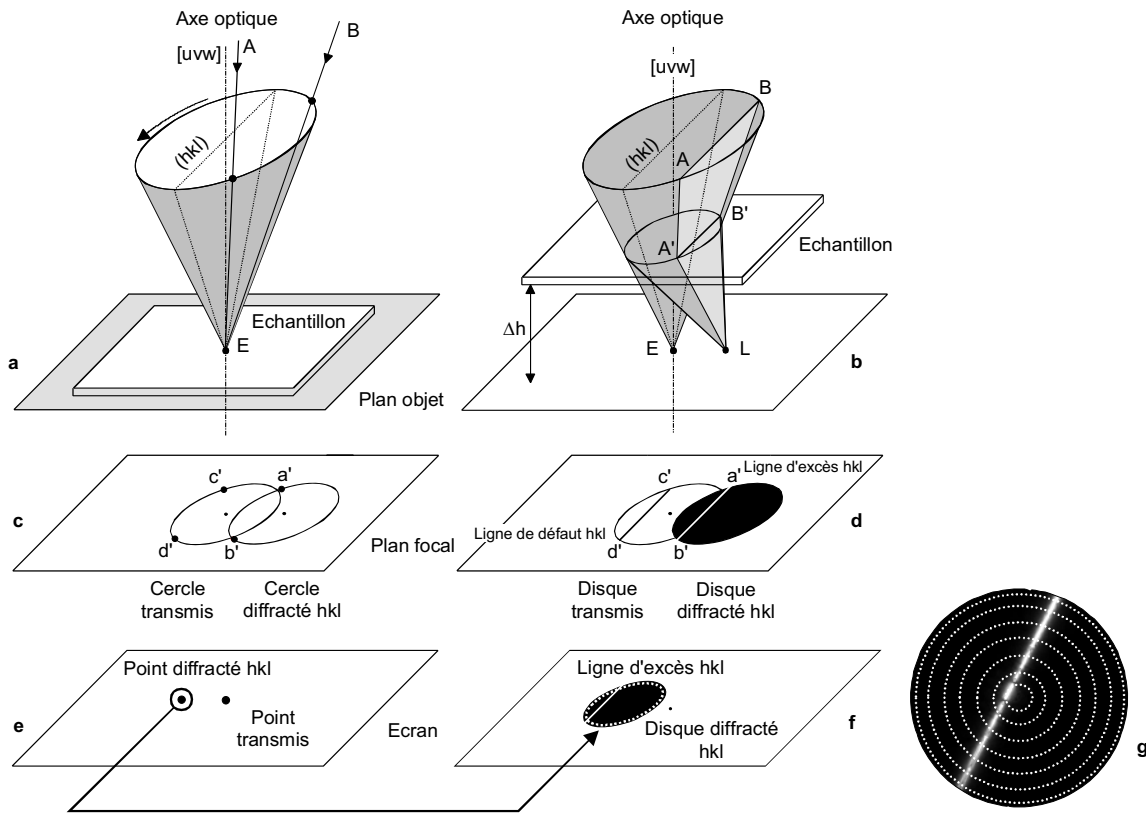 Axe optique
[uvw]
A
B
(hkl)
Echantillon
E
a
Plan objet
Axe optique
[uvw]
B
(hkl)
A
B'
A'
Echantillon
Δh
E
L
b
c'
a'
c
d'
b'
Plan focal
Cercle
transmis
Cercle
diffracté hkl
Ligne d'excès hkl
c'
a'
Ligne de défaut hkl
d
d'
b'
Disque
transmis
Disque
diffracté hkl
Point diffracté hkl
e
Point
transmis
Ecran
Ligne d'excès hkl
Disque diffracté
hkl
f
g